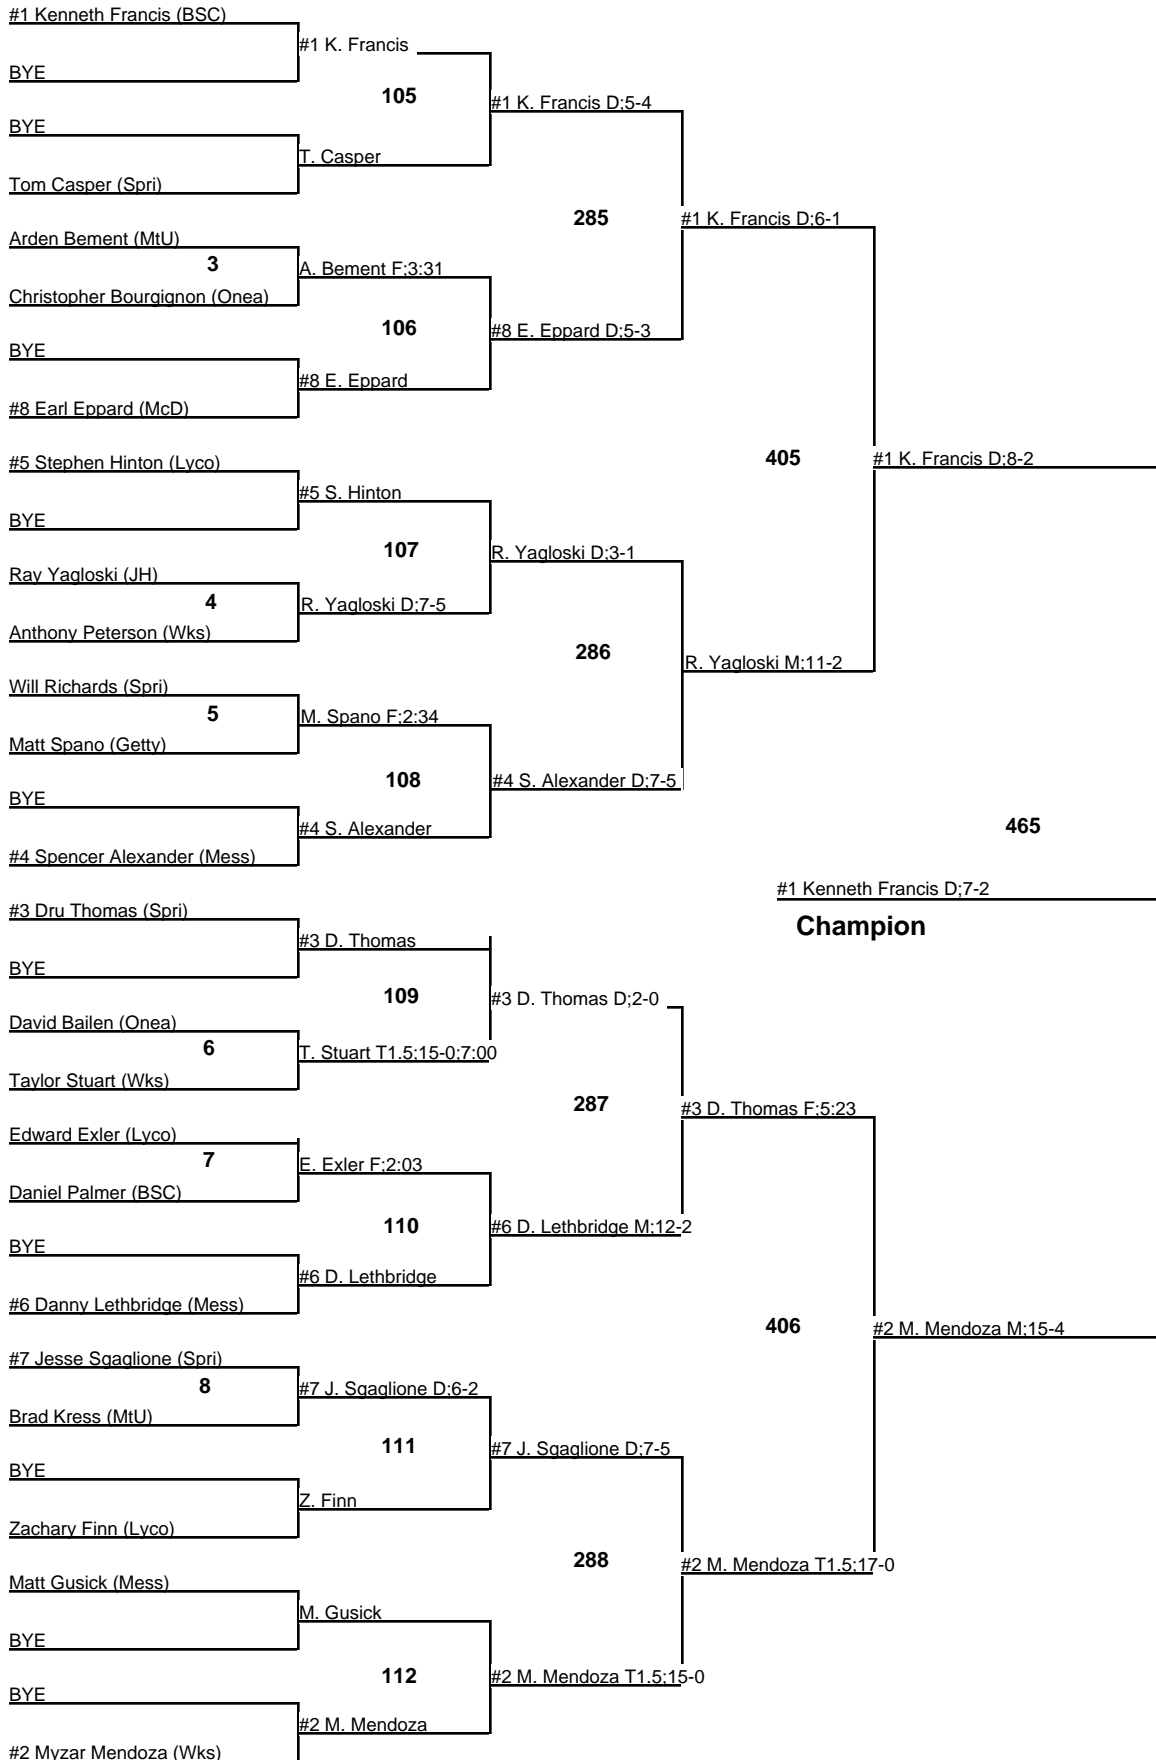 #1 Kenneth Francis (BSC)
#1 K. Francis
BYE
105
#1 K. Francis D;5-4
BYE
T. Casper
Tom Casper (Spri)
285
#1 K. Francis D;6-1
Arden Bement (MtU)
3
A. Bement F;3:31
Christopher Bourgignon (Onea)
106
#8 E. Eppard D;5-3
BYE
#8 E. Eppard
#8 Earl Eppard (McD)
405
#1 K. Francis D;8-2
#5 Stephen Hinton (Lyco)
#5 S. Hinton
BYE
107
R. Yagloski D;3-1
Ray Yagloski (JH)
4
R. Yagloski D;7-5
Anthony Peterson (Wks)
286
R. Yagloski M;11-2
Will Richards (Spri)
5
M. Spano F;2:34
Matt Spano (Getty)
108
#4 S. Alexander D;7-5
BYE
#4 S. Alexander
#4 Spencer Alexander (Mess)
465
#1 Kenneth Francis D;7-2
Champion
#3 Dru Thomas (Spri)
#3 D. Thomas
BYE
109
#3 D. Thomas D;2-0
David Bailen (Onea)
6
T. Stuart T1.5;15-0;7:00
Taylor Stuart (Wks)
287
#3 D. Thomas F;5:23
Edward Exler (Lyco)
7
E. Exler F;2:03
Daniel Palmer (BSC)
110
#6 D. Lethbridge M;12-2
BYE
#6 D. Lethbridge
#6 Danny Lethbridge (Mess)
406
#2 M. Mendoza M;15-4
#7 Jesse Sgaglione (Spri)
8
#7 J. Sgaglione D;6-2
Brad Kress (MtU)
111
#7 J. Sgaglione D;7-5
BYE
Z. Finn
Zachary Finn (Lyco)
288
#2 M. Mendoza T1.5;17-0
Matt Gusick (Mess)
M. Gusick
BYE
112
#2 M. Mendoza T1.5;15-0
BYE
#2 M. Mendoza
#2 Myzar Mendoza (Wks)